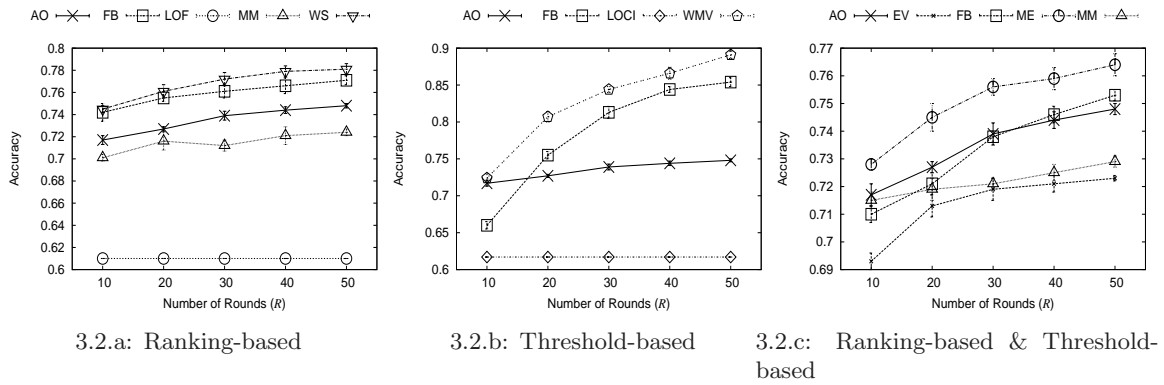 AO FB LOF MM WS
0.8
0.78
0.76
0.74
0.72
0.7
0.68
0.66
0.64
0.62
0.6
Accuracy
10 20 30 40 50
Number of Rounds (R)
3.2.a: Ranking-based
AO FB LOCI WMV
0.9
0.85
0.8
0.75
0.7
0.65
0.6
Accuracy
10 20 30 40 50
Number of Rounds (R)
3.2.b: Threshold-based
AO EV FB ME MM
0.77
0.76
0.75
0.74
0.73
0.72
0.71
0.7
0.69
Accuracy
10 20 30 40 50
Number of Rounds (R)
3.2.c: Ranking-based & Threshold-
based